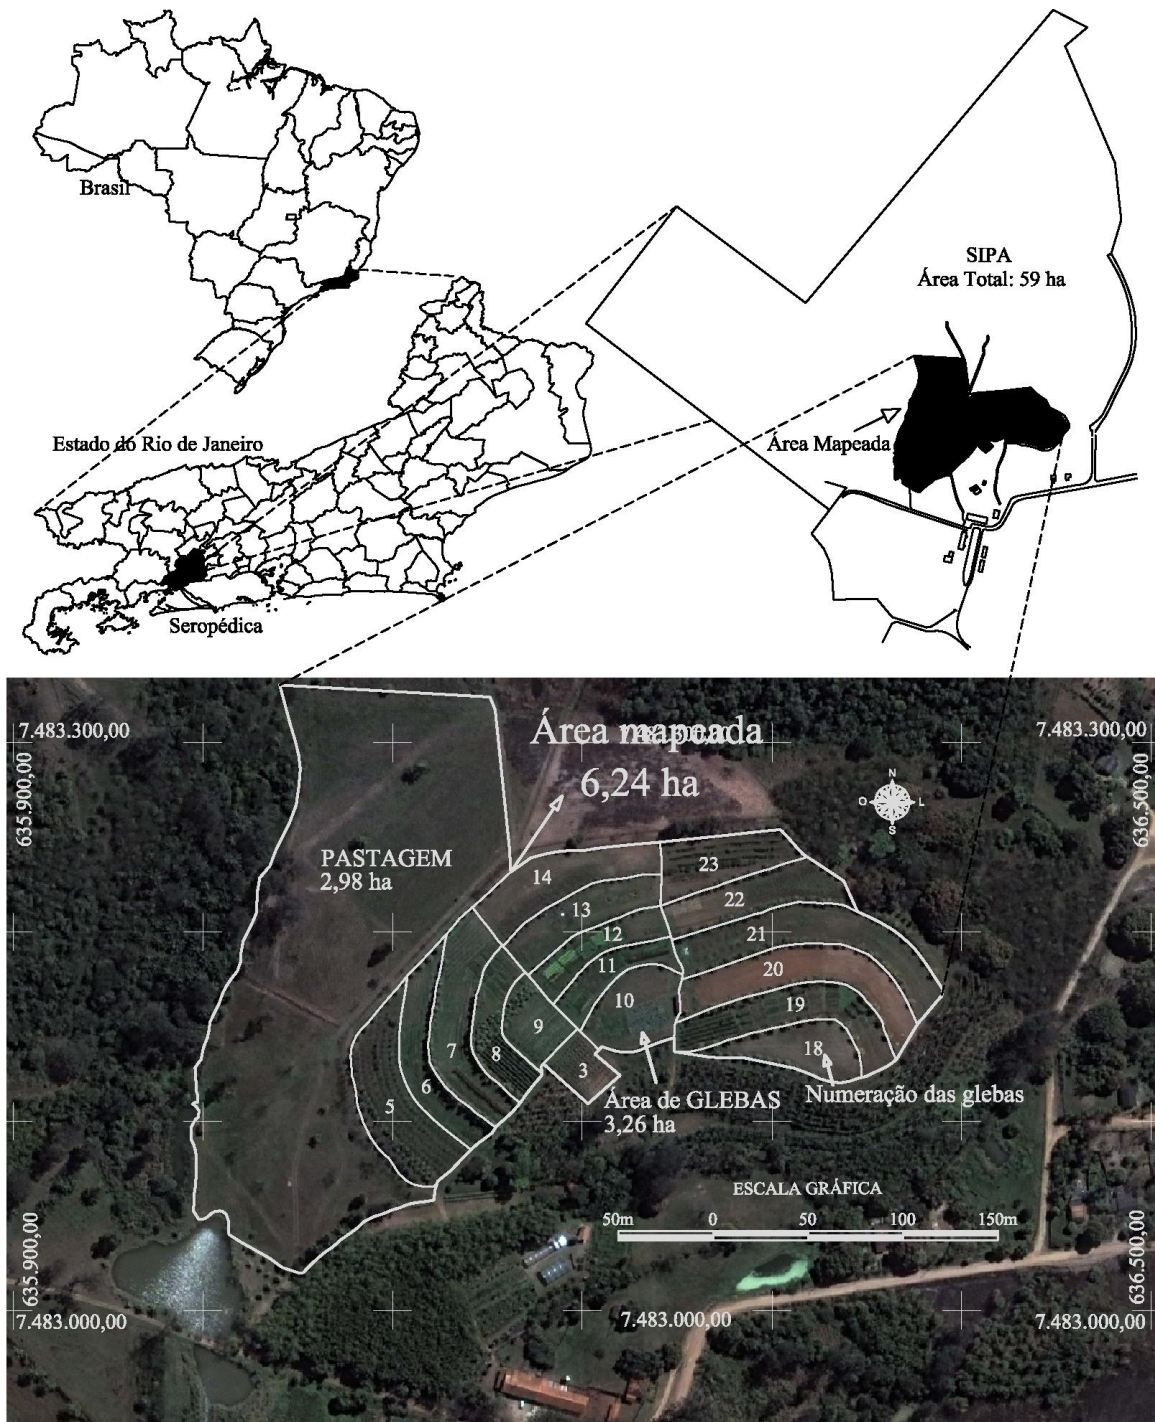 Brasil
SIPA
Área Total: 59 ha
Estado do Rio de Janeiro
Área Mapeada
Seropédica
7.483.300,00
7.483.300,00
635.900,00
636.500,00
Área mapeada
6,24 ha
N
O
L
S
PASTAGEM
2,98 ha
23
14
22
13
12
21
11
20
10
19
9
18
7
8
3
6
5
Área de GLEBAS
3,26 ha
Numeração das glebas
ESCALA GRÁFICA
50m
0
50
100
150m
635.900,00
636.500,00
7.483.000,00
7.483.000,00
7.483.000,00